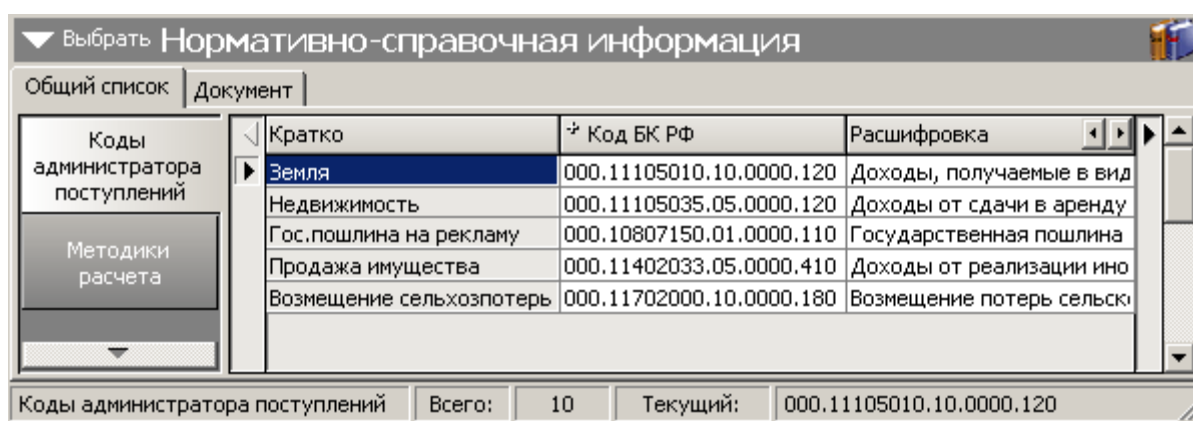 Выбрать Нормативно-справочная информация
Общий список Документ
Коды администратора поступлений
Методики расчета
Кратко Код БК РФ Расшифровка
Земля 000.11105010.10.0000.120 Доходы, получаемые в вид
Недвижимость 000.11105035.05.0000.120 Доходы от сдачи в аренду
Гос.пошлина на рекламу 000.10807150.01.0000.110 Государственная пошлина
Продажа имущества 000.11402033.05.0000.410 Доходы от реализации ино
Возмещение сельхозпотерь 000.11702000.10.0000.180 Возмещение потерь сельск
Коды администратора поступлений Всего: 10 Текущий: 000.11105010.10.0000.120